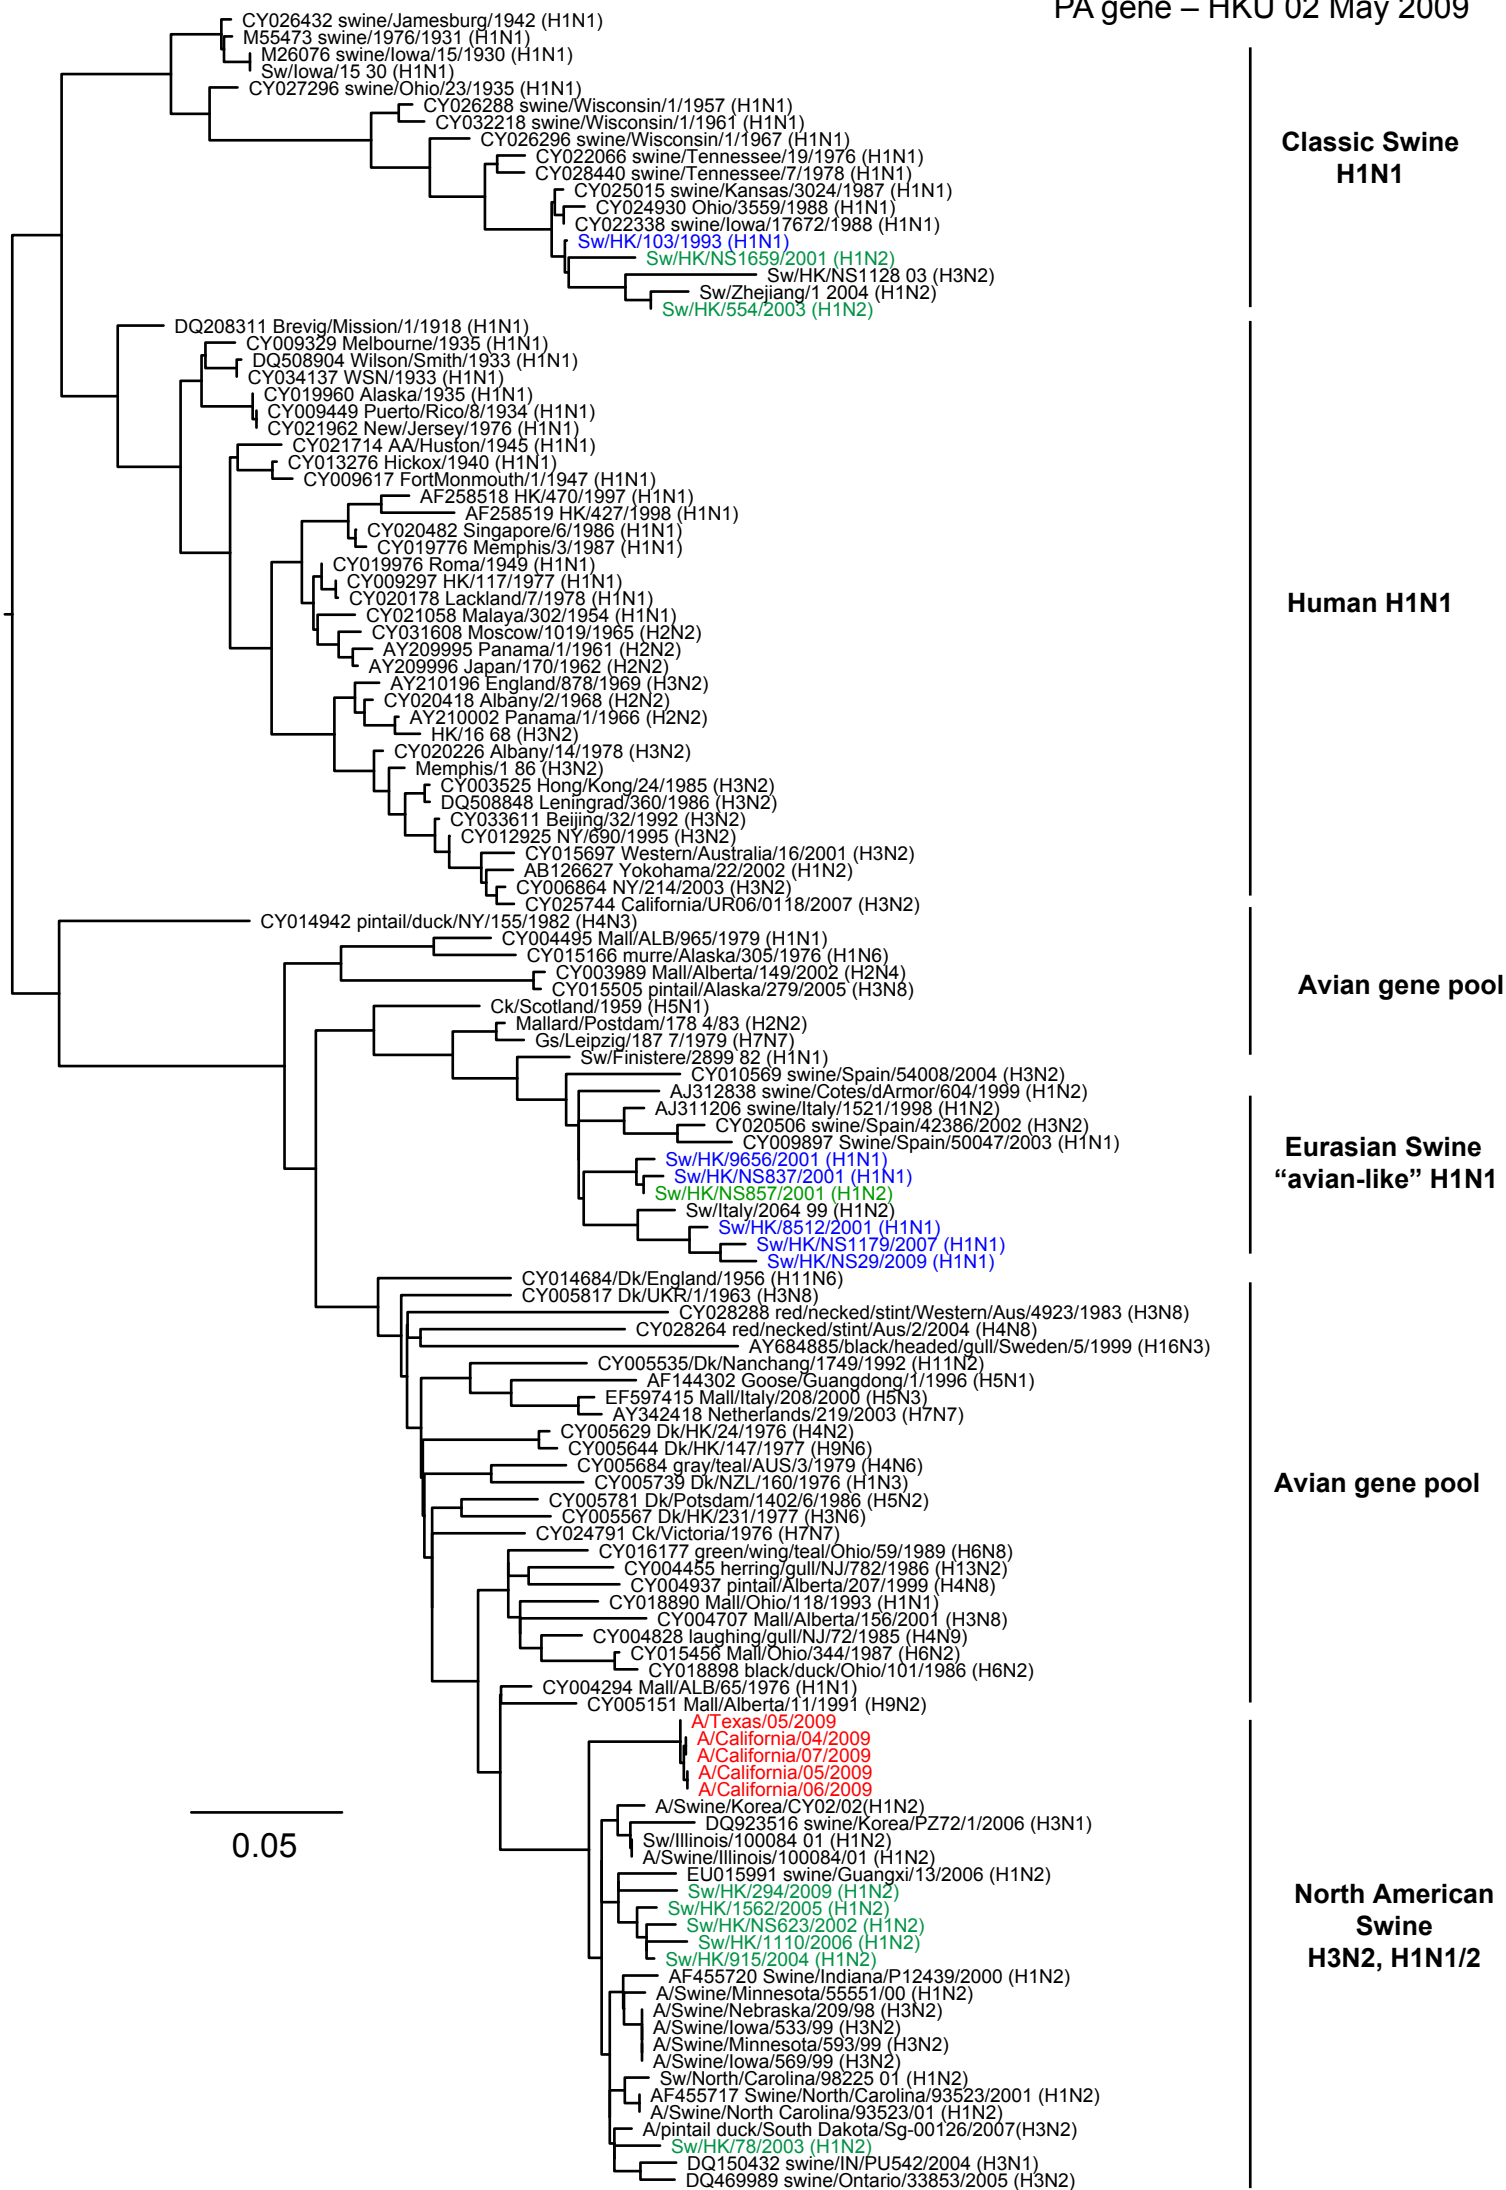 PA gene – HKU 02 May 2009
CY026432 swine/Jamesburg/1942 (H1N1)
M55473 swine/1976/1931 (H1N1)
M26076 swine/Iowa/15/1930 (H1N1)
Sw/Iowa/15 30 (H1N1)
CY027296 swine/Ohio/23/1935 (H1N1)
CY026288 swine/Wisconsin/1/1957 (H1N1)
CY032218 swine/Wisconsin/1/1961 (H1N1)
CY026296 swine/Wisconsin/1/1967 (H1N1)
CY022066 swine/Tennessee/19/1976 (H1N1)
CY028440 swine/Tennessee/7/1978 (H1N1)
CY025015 swine/Kansas/3024/1987 (H1N1)
CY024930 Ohio/3559/1988 (H1N1)
CY022338 swine/Iowa/17672/1988 (H1N1)
Sw/HK/103/1993 (H1N1)
Sw/HK/NS1659/2001 (H1N2)
Sw/HK/NS1128 03 (H3N2)
Sw/Zhejiang/1 2004 (H1N2)
Sw/HK/554/2003 (H1N2)
Classic Swine
H1N1
DQ208311 Brevig/Mission/1/1918 (H1N1)
CY009329 Melbourne/1935 (H1N1)
DQ508904 Wilson/Smith/1933 (H1N1)
CY034137 WSN/1933 (H1N1)
CY019960 Alaska/1935 (H1N1)
CY009449 Puerto/Rico/8/1934 (H1N1)
CY021962 New/Jersey/1976 (H1N1)
CY021714 AA/Huston/1945 (H1N1)
CY013276 Hickox/1940 (H1N1)
CY009617 FortMonmouth/1/1947 (H1N1)
AF258518 HK/470/1997 (H1N1)
AF258519 HK/427/1998 (H1N1)
CY020482 Singapore/6/1986 (H1N1)
CY019776 Memphis/3/1987 (H1N1)
CY019976 Roma/1949 (H1N1)
CY009297 HK/117/1977 (H1N1)
CY020178 Lackland/7/1978 (H1N1)
CY021058 Malaya/302/1954 (H1N1)
CY031608 Moscow/1019/1965 (H2N2)
AY209995 Panama/1/1961 (H2N2)
AY209996 Japan/170/1962 (H2N2)
AY210196 England/878/1969 (H3N2)
CY020418 Albany/2/1968 (H2N2)
AY210002 Panama/1/1966 (H2N2)
HK/16 68 (H3N2)
CY020226 Albany/14/1978 (H3N2)
Memphis/1 86 (H3N2)
CY003525 Hong/Kong/24/1985 (H3N2)
DQ508848 Leningrad/360/1986 (H3N2)
CY033611 Beijing/32/1992 (H3N2)
CY012925 NY/690/1995 (H3N2)
CY015697 Western/Australia/16/2001 (H3N2)
AB126627 Yokohama/22/2002 (H1N2)
CY006864 NY/214/2003 (H3N2)
CY025744 California/UR06/0118/2007 (H3N2)
Human H1N1
CY014942 pintail/duck/NY/155/1982 (H4N3)
CY004495 Mall/ALB/965/1979 (H1N1)
CY015166 murre/Alaska/305/1976 (H1N6)
CY003989 Mall/Alberta/149/2002 (H2N4)
CY015505 pintail/Alaska/279/2005 (H3N8)
Ck/Scotland/1959 (H5N1)
Mallard/Postdam/178 4/83 (H2N2)
Gs/Leipzig/187 7/1979 (H7N7)
Sw/Finistere/2899 82 (H1N1)
Avian gene pool
CY010569 swine/Spain/54008/2004 (H3N2)
AJ312838 swine/Cotes/dArmor/604/1999 (H1N2)
AJ311206 swine/Italy/1521/1998 (H1N2)
CY020506 swine/Spain/42386/2002 (H3N2)
CY009897 Swine/Spain/50047/2003 (H1N1)
Sw/HK/9656/2001 (H1N1)
Sw/HK/NS837/2001 (H1N1)
Sw/HK/NS857/2001 (H1N2)
Sw/Italy/2064 99 (H1N2)
Sw/HK/8512/2001 (H1N1)
Sw/HK/NS1179/2007 (H1N1)
Sw/HK/NS29/2009 (H1N1)
Eurasian Swine
“avian-like” H1N1
CY014684/Dk/England/1956 (H11N6)
CY005817 Dk/UKR/1/1963 (H3N8)
CY028288 red/necked/stint/Western/Aus/4923/1983 (H3N8)
CY028264 red/necked/stint/Aus/2/2004 (H4N8)
AY684885/black/headed/gull/Sweden/5/1999 (H16N3)
CY005535/Dk/Nanchang/1749/1992 (H11N2)
AF144302 Goose/Guangdong/1/1996 (H5N1)
EF597415 Mall/Italy/208/2000 (H5N3)
AY342418 Netherlands/219/2003 (H7N7)
CY005629 Dk/HK/24/1976 (H4N2)
CY005644 Dk/HK/147/1977 (H9N6)
CY005684 gray/teal/AUS/3/1979 (H4N6)
CY005739 Dk/NZL/160/1976 (H1N3)
CY005781 Dk/Potsdam/1402/6/1986 (H5N2)
CY005567 Dk/HK/231/1977 (H3N6)
CY024791 Ck/Victoria/1976 (H7N7)
CY016177 green/wing/teal/Ohio/59/1989 (H6N8)
CY004455 herring/gull/NJ/782/1986 (H13N2)
CY004937 pintail/Alberta/207/1999 (H4N8)
CY018890 Mall/Ohio/118/1993 (H1N1)
CY004707 Mall/Alberta/156/2001 (H3N8)
CY004828 laughing/gull/NJ/72/1985 (H4N9)
CY015456 Mall/Ohio/344/1987 (H6N2)
CY018898 black/duck/Ohio/101/1986 (H6N2)
CY004294 Mall/ALB/65/1976 (H1N1)
CY005151 Mall/Alberta/11/1991 (H9N2)
Avian gene pool
A/Texas/05/2009
A/California/04/2009
A/California/07/2009
A/California/05/2009
A/California/06/2009
A/Swine/Korea/CY02/02(H1N2)
DQ923516 swine/Korea/PZ72/1/2006 (H3N1)
Sw/Illinois/100084 01 (H1N2)
A/Swine/Illinois/100084/01 (H1N2)
EU015991 swine/Guangxi/13/2006 (H1N2)
Sw/HK/294/2009 (H1N2)
Sw/HK/1562/2005 (H1N2)
Sw/HK/NS623/2002 (H1N2)
Sw/HK/1110/2006 (H1N2)
Sw/HK/915/2004 (H1N2)
AF455720 Swine/Indiana/P12439/2000 (H1N2)
A/Swine/Minnesota/55551/00 (H1N2)
A/Swine/Nebraska/209/98 (H3N2)
A/Swine/Iowa/533/99 (H3N2)
A/Swine/Minnesota/593/99 (H3N2)
A/Swine/Iowa/569/99 (H3N2)
Sw/North/Carolina/98225 01 (H1N2)
AF455717 Swine/North/Carolina/93523/2001 (H1N2)
A/Swine/North Carolina/93523/01 (H1N2)
A/pintail duck/South Dakota/Sg-00126/2007(H3N2)
Sw/HK/78/2003 (H1N2)
DQ150432 swine/IN/PU542/2004 (H3N1)
DQ469989 swine/Ontario/33853/2005 (H3N2)
North American
Swine
H3N2, H1N1/2
0.05